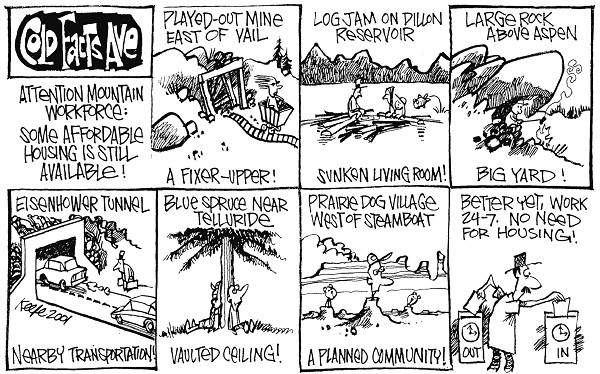 COLD FACTS AVE
ATTENTION MOUNTAIN
WORKFORCE:
SOME AFFORDABLE
HOUSING IS STILL
AVAILABLE!
PLAYED-OUT MINE
EAST OF VAIL
A FIXER-UPPER!
LOG JAM ON DILLON
RESERVOIR
SUNKEN LIVING ROOM!
LARGE ROCK
ABOVE ASPEN
BIG YARD!
EISENHOWER TUNNEL
Keefe 2001
NEARBY TRANSPORTATION!
BLUE SPRUCE NEAR
TELLURIDE
VAULTED CEILING!
PRAIRIE DOG VILLAGE
WEST OF STEAMBOAT
A PLANNED COMMUNITY!
BETTER YET, WORK
24-7. NO NEED
FOR HOUSING!
OUT
IN